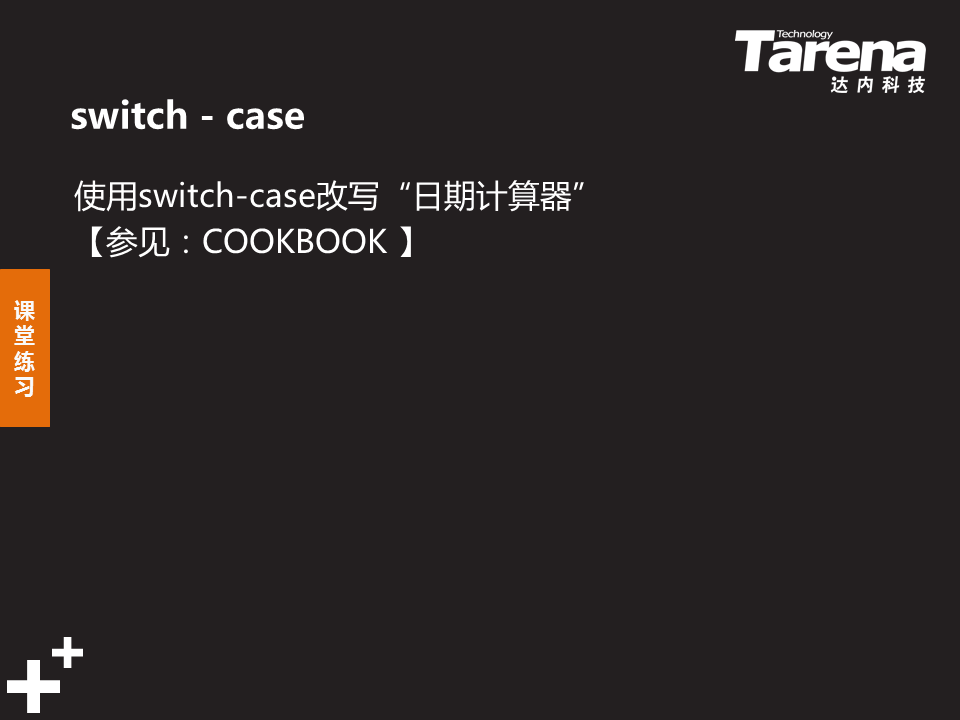 Technology
Tarena
达内科技
switch - case
使用switch-case改写“日期计算器”
【参见：COOKBOOK 】
课堂练习